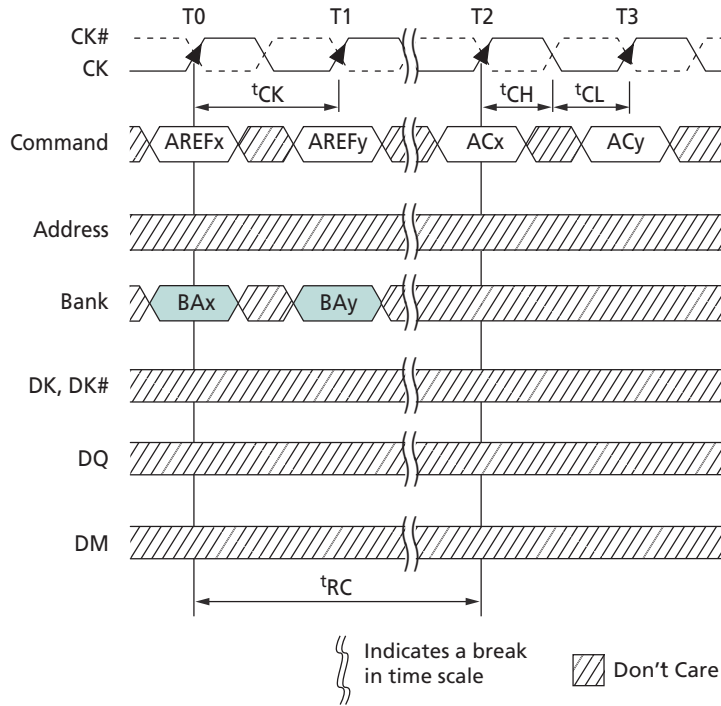 T0 T1 T2 T3
CK#
CK
tCK tCH tCL
Command AREFx AREFy ACx ACy
Address
Bank BAx BAy
DK, DK#
DQ
DM
tRC
Indicates a break
in time scale
Don't Care